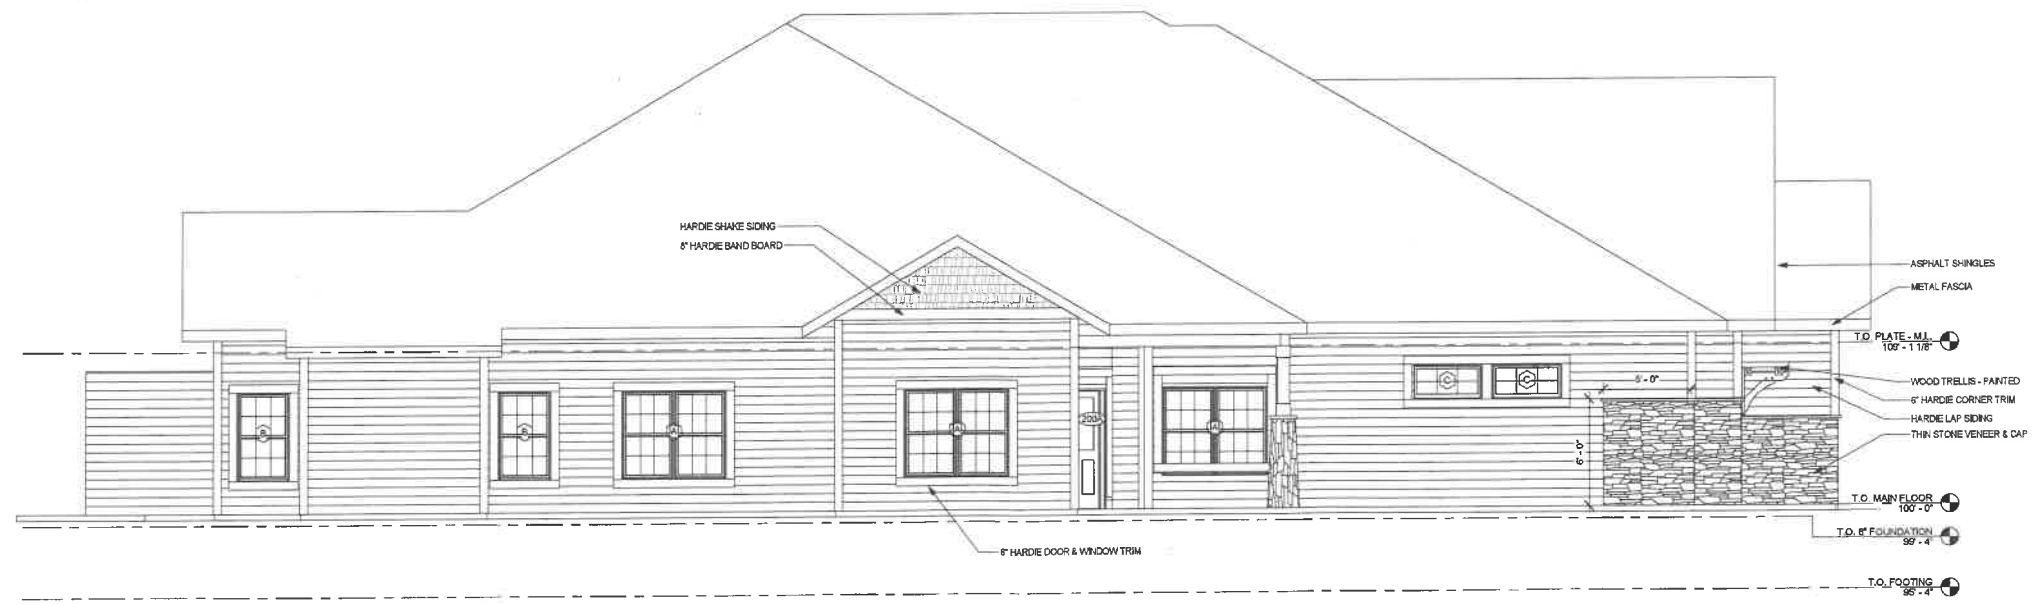 HARDIE SHAKE SIDING
8" HARDIE BAND BOARD
ASPHALT SHINGLES
METAL FASCIA
T.O. PLATE - M.L.
109' - 1 1/8"
WOOD TRELLIS - PAINTED
6" HARDIE CORNER TRIM
HARDIE LAP SIDING
THIN STONE VENEER & CAP
C
C
B
B
A
A
A
6' - 0"
T.O. MAIN FLOOR
100' - 0"
T.O. 8" FOUNDATION
99' - 4"
6" HARDIE DOOR & WINDOW TRIM
T.O. FOOTING
95' - 4"